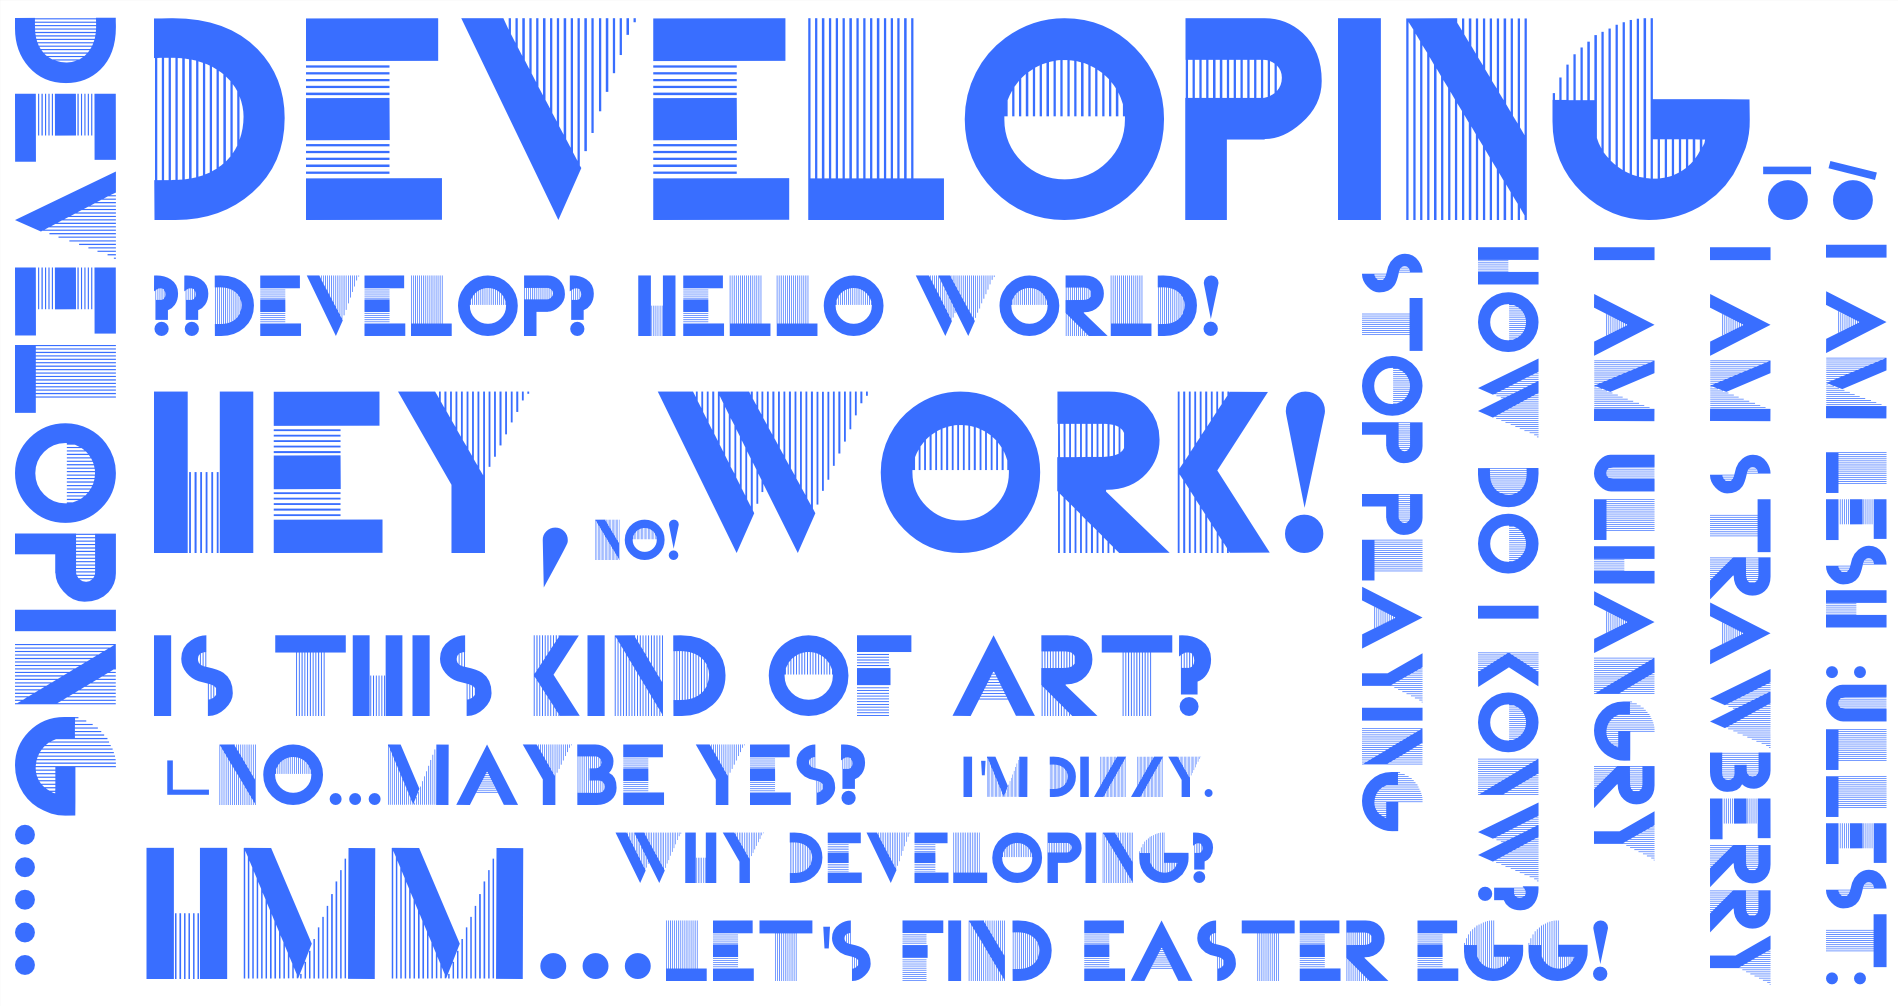 DEVELOPING.....
DEVELOPING..
??DEVELOP? HELLO WORLD!
HEY, NO! WORK!
IS THIS KIND OF ART?
NO...MAYBE YES?
I'M DIZZY.
WHY DEVELOPING?
HMM...LET'S FIND EASTER EGG!
STOP PLAYING
HOW DO I KONW?
I AM ULHANGRY
I AM STRAWBERRY
I AM LESH :ULLEST: